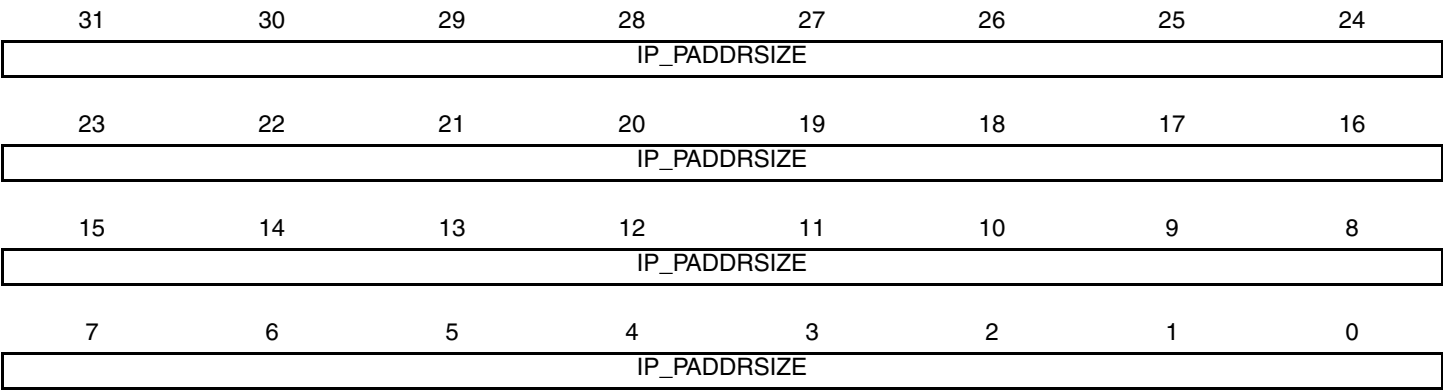 31 30 29 28 27 26 25 24
IP_PADDRSIZE
23 22 21 20 19 18 17 16
IP_PADDRSIZE
15 14 13 12 11 10 9 8
IP_PADDRSIZE
7 6 5 4 3 2 1 0
IP_PADDRSIZE